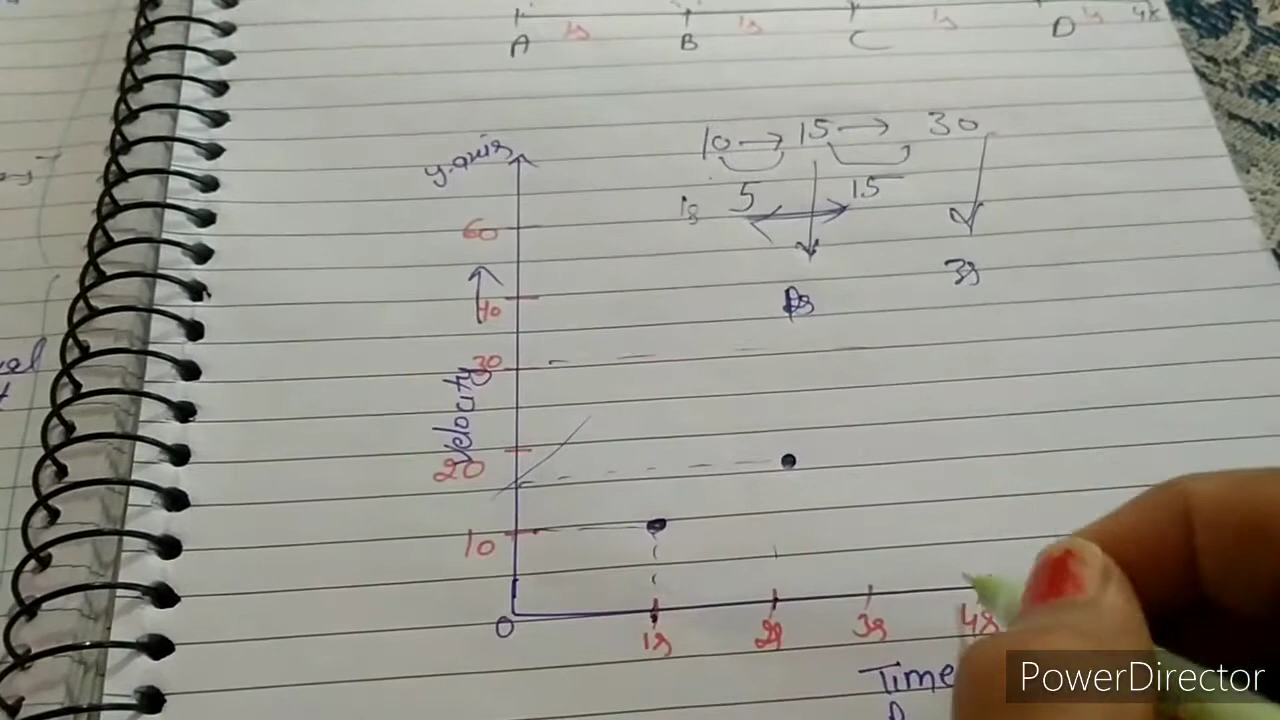 A 1s B 1s C 1s D 1s
y-axis
10 → 15 → 30
1s 5 15
60
3s
40
30
Velocity
20
10
0
1s 2s 3s 4s
Time
PowerDirector